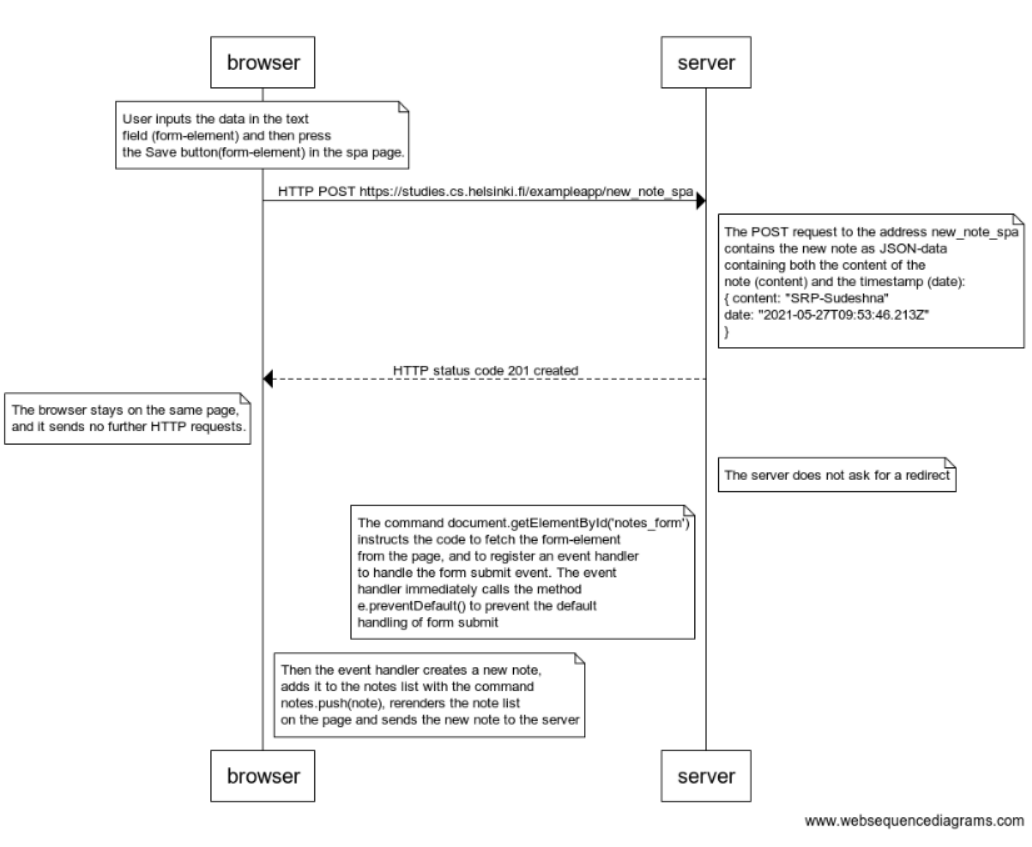 browser
server
User inputs the data in the text
field (form-element) and then press
the Save button(form-element) in the spa page.
HTTP POST https://studies.cs.helsinki.fi/exampleapp/new_note_spa
The POST request to the address new_note_spa
contains the new note as JSON-data
containing both the content of the
note (content) and the timestamp (date):
{ content: "SRP-Sudeshna"
date: "2021-05-27T09:53:46.213Z"
}
HTTP status code 201 created
The browser stays on the same page,
and it sends no further HTTP requests.
The server does not ask for a redirect
The command document.getElementById('notes_form')
instructs the code to fetch the form-element
from the page, and to register an event handler
to handle the form submit event. The event
handler immediately calls the method
e.preventDefault() to prevent the default
handling of form submit
Then the event handler creates a new note,
adds it to the notes list with the command
notes.push(note), rerenders the note list
on the page and sends the new note to the server
browser
server
www.websequencediagrams.com